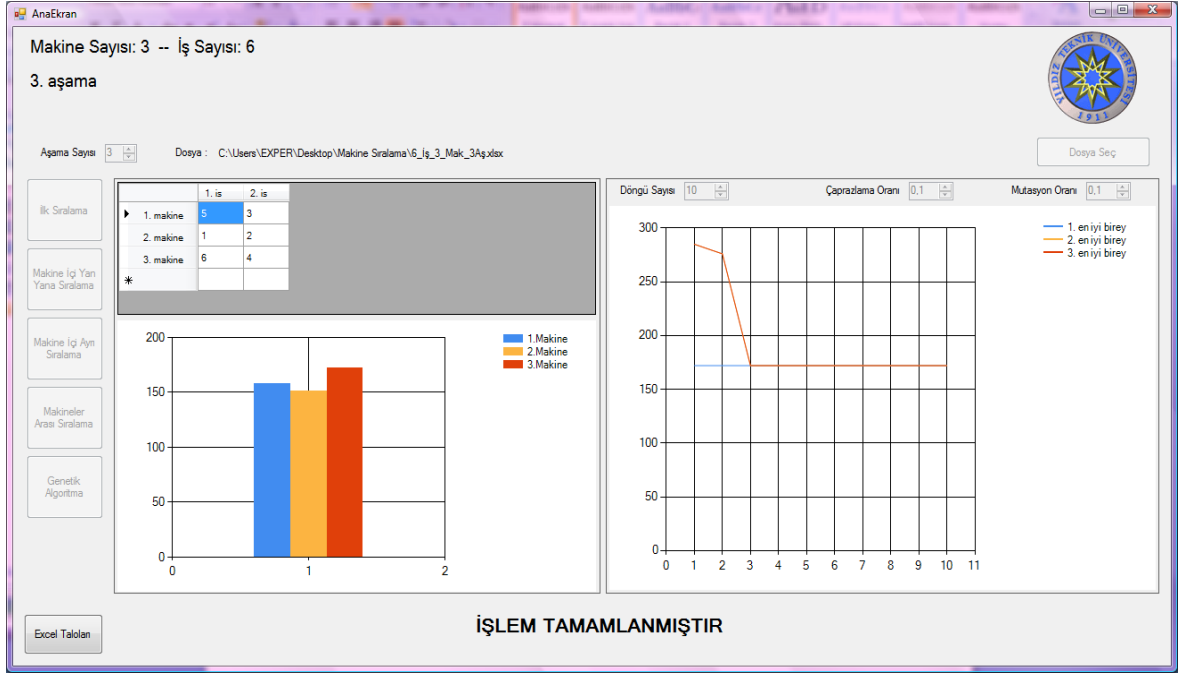 AnaEkran
Makine Sayısı: 3 -- İş Sayısı: 6
3. aşama
YILDIZ TEKNİK ÜNİVERSİTESİ
1911
Aşama Sayısı 3 Dosya : C:\Users\EXPER\Desktop\Makine Sıralama\6_İş_3_Mak_3Aş.xlsx
Dosya Seç
İlk Sıralama
Makine İçi Yan
Yana Sıralama
Makine İçi Ayrı
Sıralama
Makineler
Arası Sıralama
Genetik
Algoritma
1. is 2. is
1. makine 5 3
2. makine 1 2
3. makine 6 4
200
150
100
50
0
0 1 2
1.Makine
2.Makine
3.Makine
Döngü Sayısı 10 Çaprazlama Oranı 0,1 Mutasyon Oranı 0,1
300
250
200
150
100
50
0
0 1 2 3 4 5 6 7 8 9 10 11
1. en iyi birey
2. en iyi birey
3. en iyi birey
Excel Taloları
İŞLEM TAMAMLANMIŞTIR